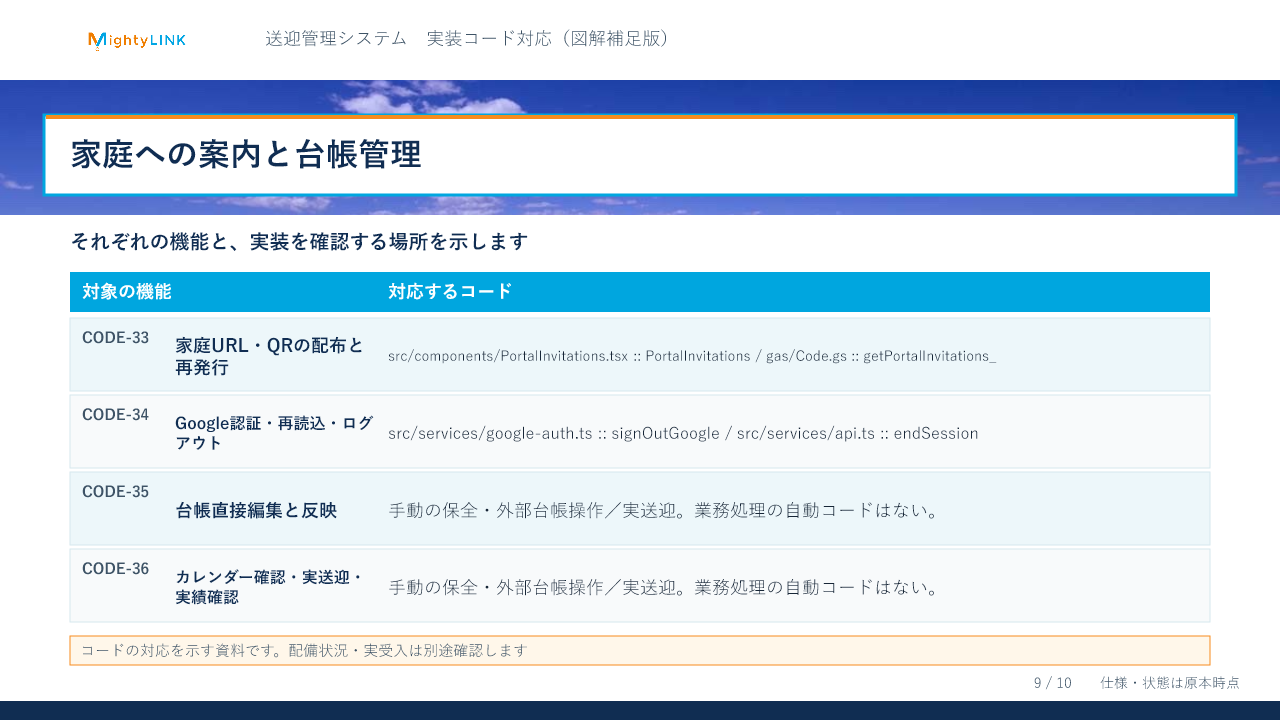 MightyLINK
送迎管理システム　実装コード対応（図解補足版）
家庭への案内と台帳管理
それぞれの機能と、実装を確認する場所を示します
対象の機能
対応するコード
CODE-33
家庭URL・QRの配布と
再発行
src/components/PortalInvitations.tsx :: PortalInvitations / gas/Code.gs :: getPortalInvitations_
CODE-34
Google認証・再読込・ログ
アウト
src/services/google-auth.ts :: signOutGoogle / src/services/api.ts :: endSession
CODE-35
台帳直接編集と反映
手動の保全・外部台帳操作／実送迎。業務処理の自動コードはない。
CODE-36
カレンダー確認・実送迎・
実績確認
手動の保全・外部台帳操作／実送迎。業務処理の自動コードはない。
コードの対応を示す資料です。配備状況・実受入は別途確認します
9 / 10
仕様・状態は原本時点